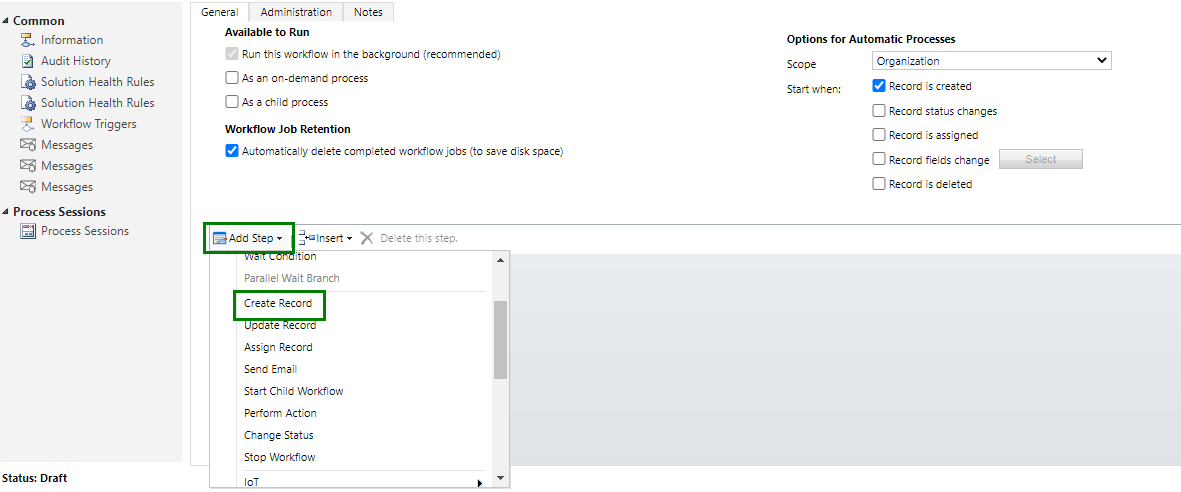 Common
Information
Audit History
Solution Health Rules
Solution Health Rules
Workflow Triggers
Messages
Messages
Messages
Process Sessions
Process Sessions
Status: Draft
General Administration Notes
Available to Run
Run this workflow in the background (recommended)
As an on-demand process
As a child process
Workflow Job Retention
Automatically delete completed workflow jobs (to save disk space)
Options for Automatic Processes
Scope Organization
Start when: Record is created
Record status changes
Record is assigned
Record fields change Select
Record is deleted
Add Step Insert Delete this step.
Wait Condition
Parallel Wait Branch
Create Record
Update Record
Assign Record
Send Email
Start Child Workflow
Perform Action
Change Status
Stop Workflow
IoT